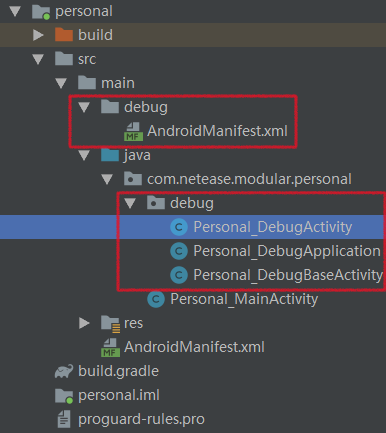 personal
build
src
main
debug
AndroidManifest.xml
java
com.netease.modular.personal
debug
Personal_DebugActivity
Personal_DebugApplication
Personal_DebugBaseActivity
Personal_MainActivity
res
AndroidManifest.xml
build.gradle
personal.iml
proguard-rules.pro